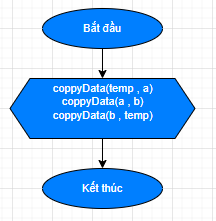 Bắt đầu
coppyData(temp , a)
coppyData(a , b)
coppyData(b , temp)
Kết thúc